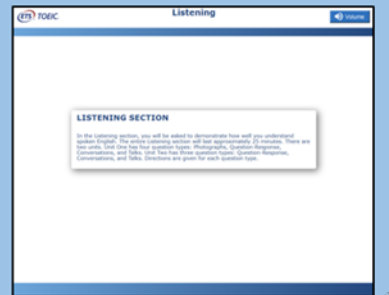 ETS TOEIC
Listening
Volume
LISTENING SECTION
In the Listening section, you will be asked to demonstrate how well you understand
spoken English. The entire Listening section will last approximately 25 minutes. There are
two units. Unit One has four question types: Photographs, Question-Response,
Conversations, and Talks. Unit Two has three question types: Question-Response,
Conversations, and Talks. Directions are given for each question type.